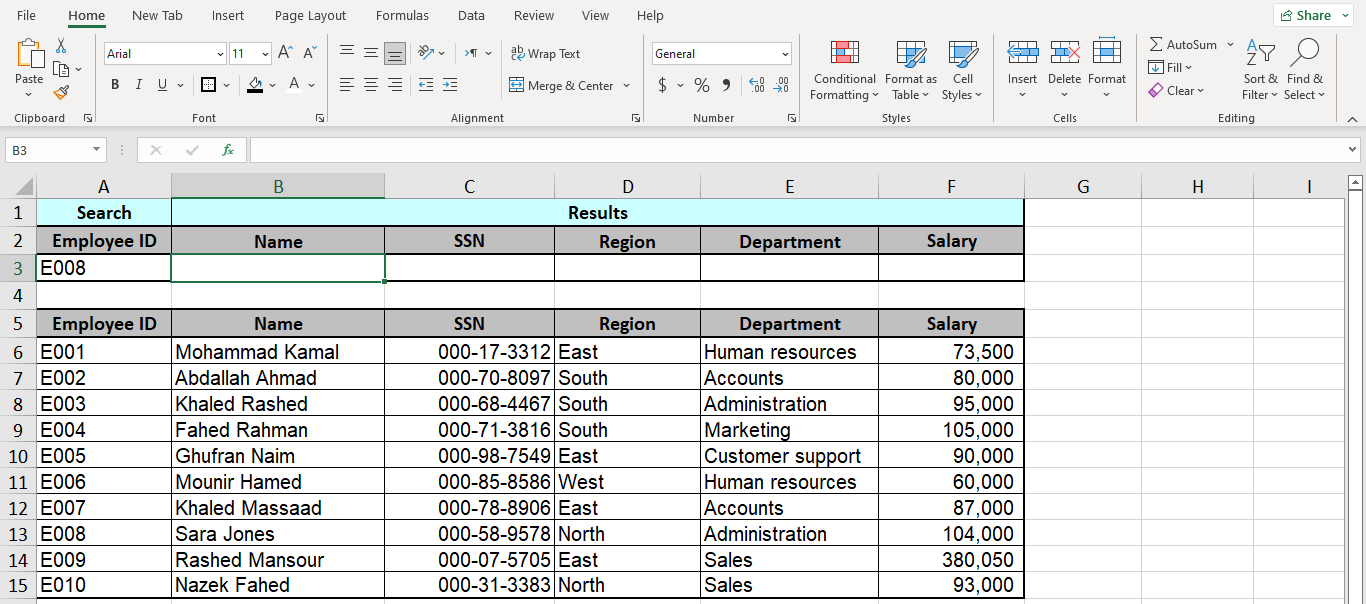 File Home New Tab Insert Page Layout Formulas Data Review View Help Share
Arial 11 A^ A˅ ab Wrap Text General AutoSum
Paste B I U A Merge & Center $ % 9 Conditional Formatting Format as Table Cell Styles Insert Delete Format Fill Clear Sort & Filter Find & Select
Clipboard Font Alignment Number Styles Cells Editing
B3 fx
A B C D E F G H I
1 Search Results
2 Employee ID Name SSN Region Department Salary
3 E008
4
5 Employee ID Name SSN Region Department Salary
6 E001 Mohammad Kamal 000-17-3312 East Human resources 73,500
7 E002 Abdallah Ahmad 000-70-8097 South Accounts 80,000
8 E003 Khaled Rashed 000-68-4467 South Administration 95,000
9 E004 Fahed Rahman 000-71-3816 South Marketing 105,000
10 E005 Ghufran Naim 000-98-7549 East Customer support 90,000
11 E006 Mounir Hamed 000-85-8586 West Human resources 60,000
12 E007 Khaled Massaad 000-78-8906 East Accounts 87,000
13 E008 Sara Jones 000-58-9578 North Administration 104,000
14 E009 Rashed Mansour 000-07-5705 East Sales 380,050
15 E010 Nazek Fahed 000-31-3383 North Sales 93,000